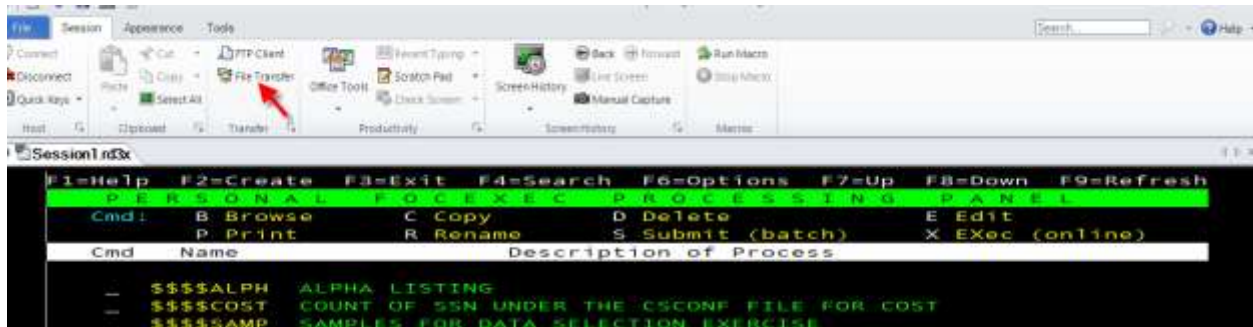 File Session Appearance Tools Search... Help
Connect Cut FTP Client Recent Typing Back Forward Run Macro
Disconnect Paste Copy File Transfer Office Tools Scratch Pad Screen History Live Screen Stop Macro
Quick Keys Select All Check Screen Manual Capture
Host Clipboard Transfer Productivity Screen History Macros
Session1.rd3x
F1=Help F2=Create F3=Exit F4=Search F6=Options F7=Up F8=Down F9=Refresh
P E R S O N A L F O C E X E C P R O C E S S I N G P A N E L
Cmd: B Browse C Copy D Delete E Edit
P Print R Rename S Submit (batch) X EXec (online)
Cmd Name Description of Process
_ $$$$ALPH ALPHA LISTING
_ $$$$COST COUNT OF SSN UNDER THE CSCONF FILE FOR COST
$$$$SAMP SAMPLES FOR DATA SELECTION EXERCISE